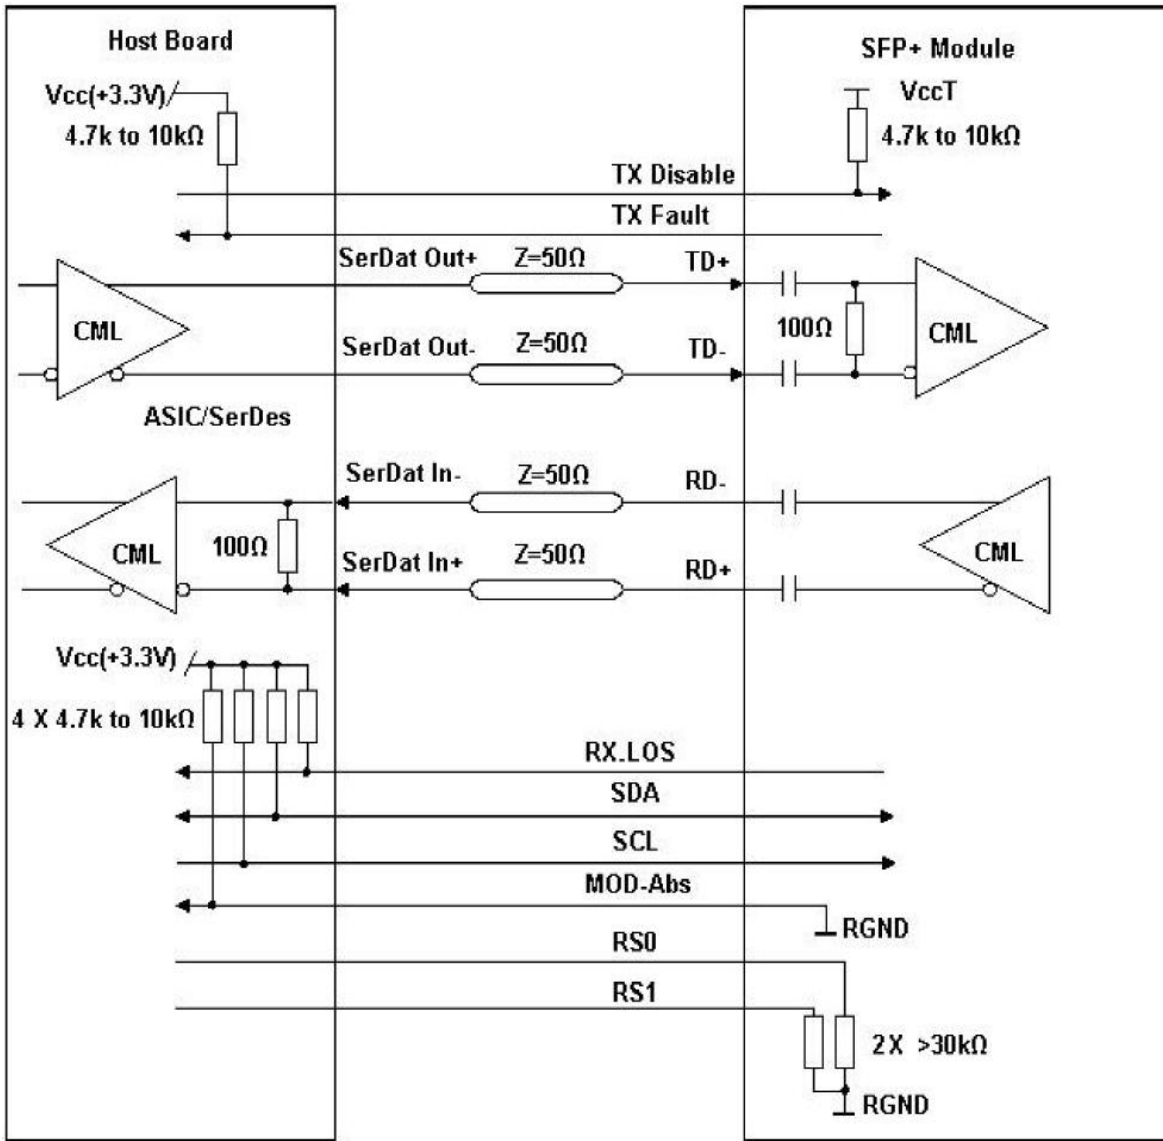 Host Board
SFP+ Module
Vcc(+3.3V)
VccT
4.7k to 10kΩ
4.7k to 10kΩ
TX Disable
TX Fault
SerDat Out+
Z=50Ω
TD+
CML
100Ω
CML
SerDat Out-
Z=50Ω
TD-
ASIC/SerDes
SerDat In-
Z=50Ω
RD-
100Ω
CML
CML
SerDat In+
Z=50Ω
RD+
Vcc(+3.3V)
4 X 4.7k to 10kΩ
RX.LOS
SDA
SCL
MOD-Abs
RGND
RS0
RS1
2X >30kΩ
RGND